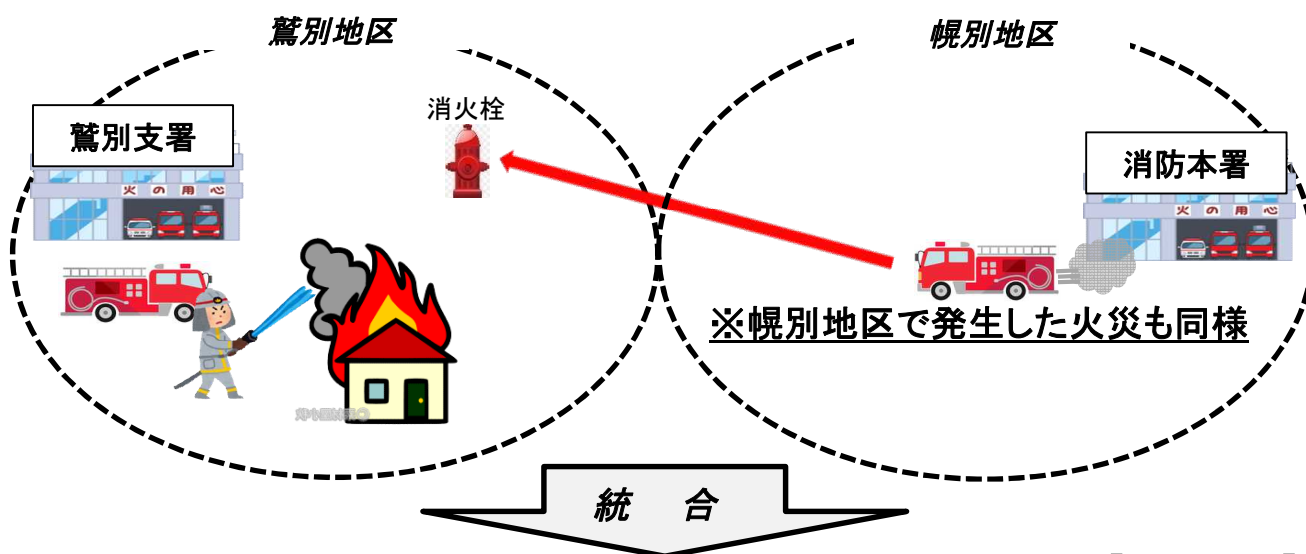 鷲別地区
幌別地区
消火栓
鷲別支署
消防本署
火の用心
火の用心
※幌別地区で発生した火災も同様
統 合